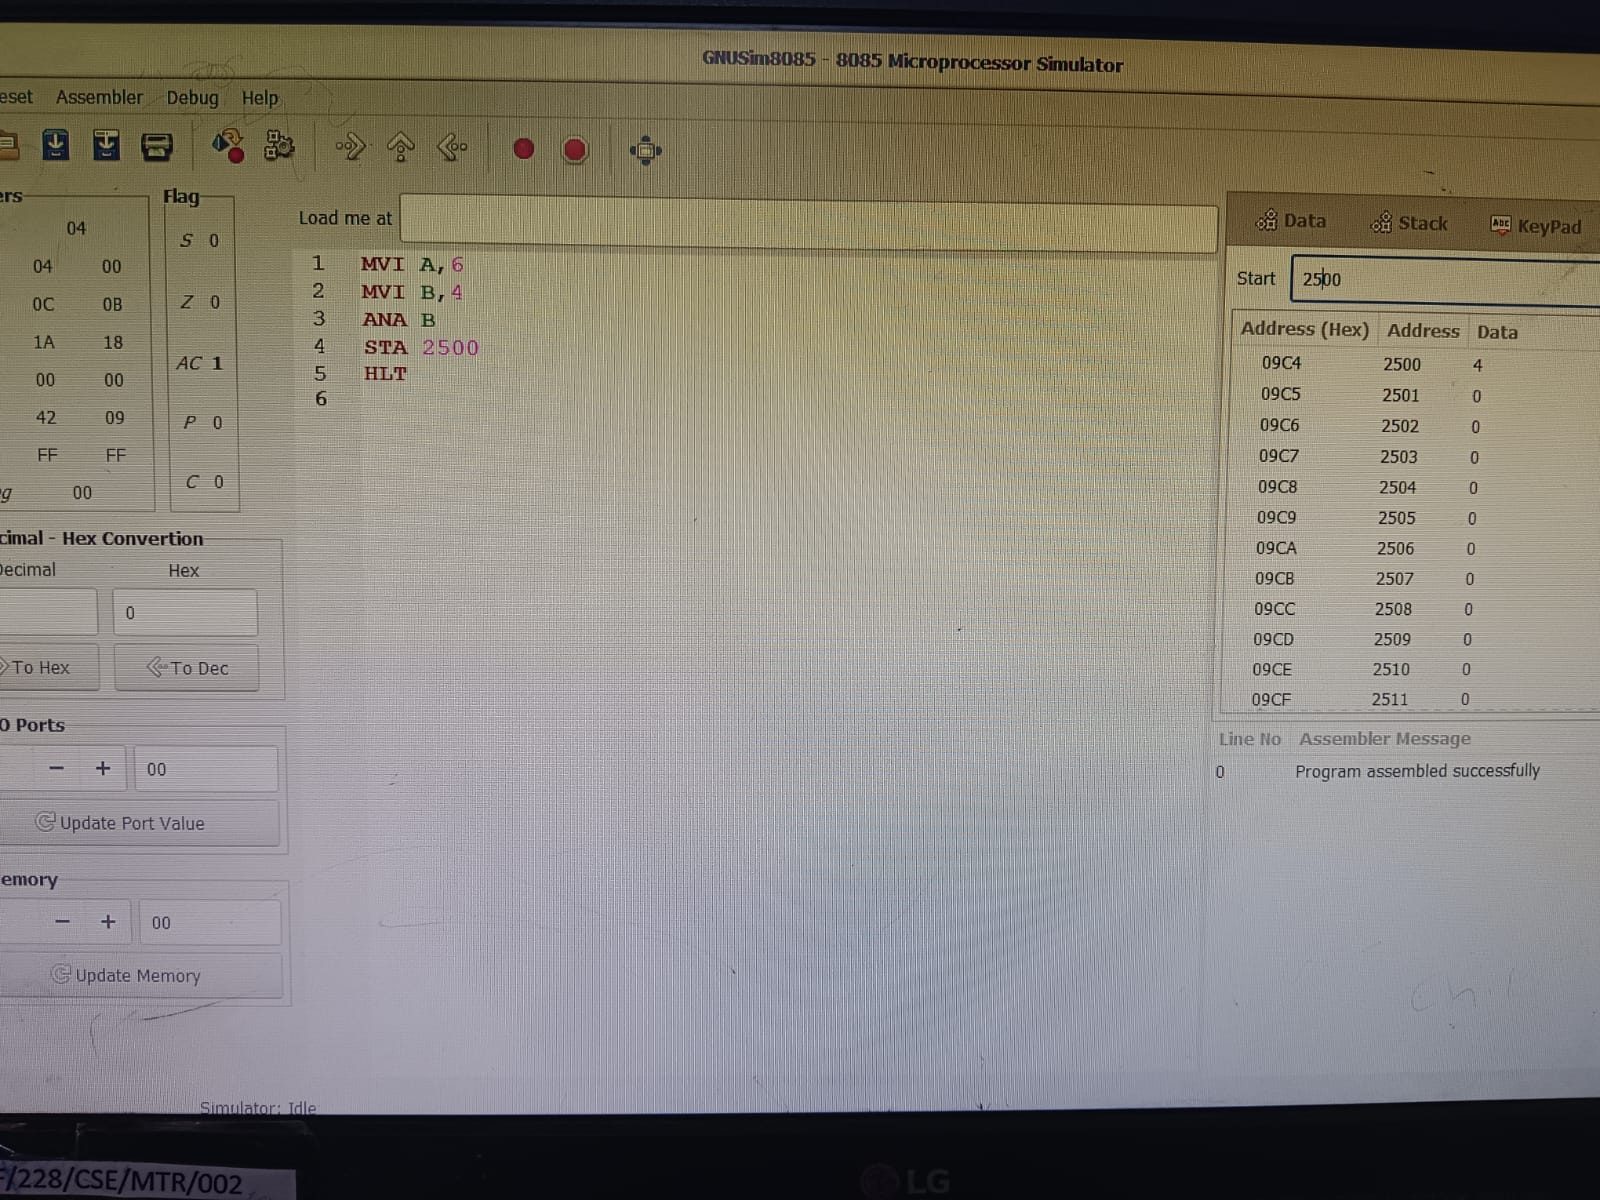 GNUSim8085 - 8085 Microprocessor Simulator
Assembler Debug Help
Flag
04
04 00
0C 0B
1A 18
00 00
42 09
FF FF
00
S 0
Z 0
AC 1
P 0
C 0
Load me at
1 MVI A, 6
2 MVI B, 4
3 ANA B
4 STA 2500
5 HLT
6
- Hex Convertion
Hex
0
To Hex To Dec
Ports
- + 00
Update Port Value
- + 00
Update Memory
Simulator: Idle
Data Stack KeyPad
Start 2500
Address (Hex) Address Data
09C4 2500 4
09C5 2501 0
09C6 2502 0
09C7 2503 0
09C8 2504 0
09C9 2505 0
09CA 2506 0
09CB 2507 0
09CC 2508 0
09CD 2509 0
09CE 2510 0
09CF 2511 0
Line No Assembler Message
0 Program assembled successfully
/228/CSE/MTR/002
LG